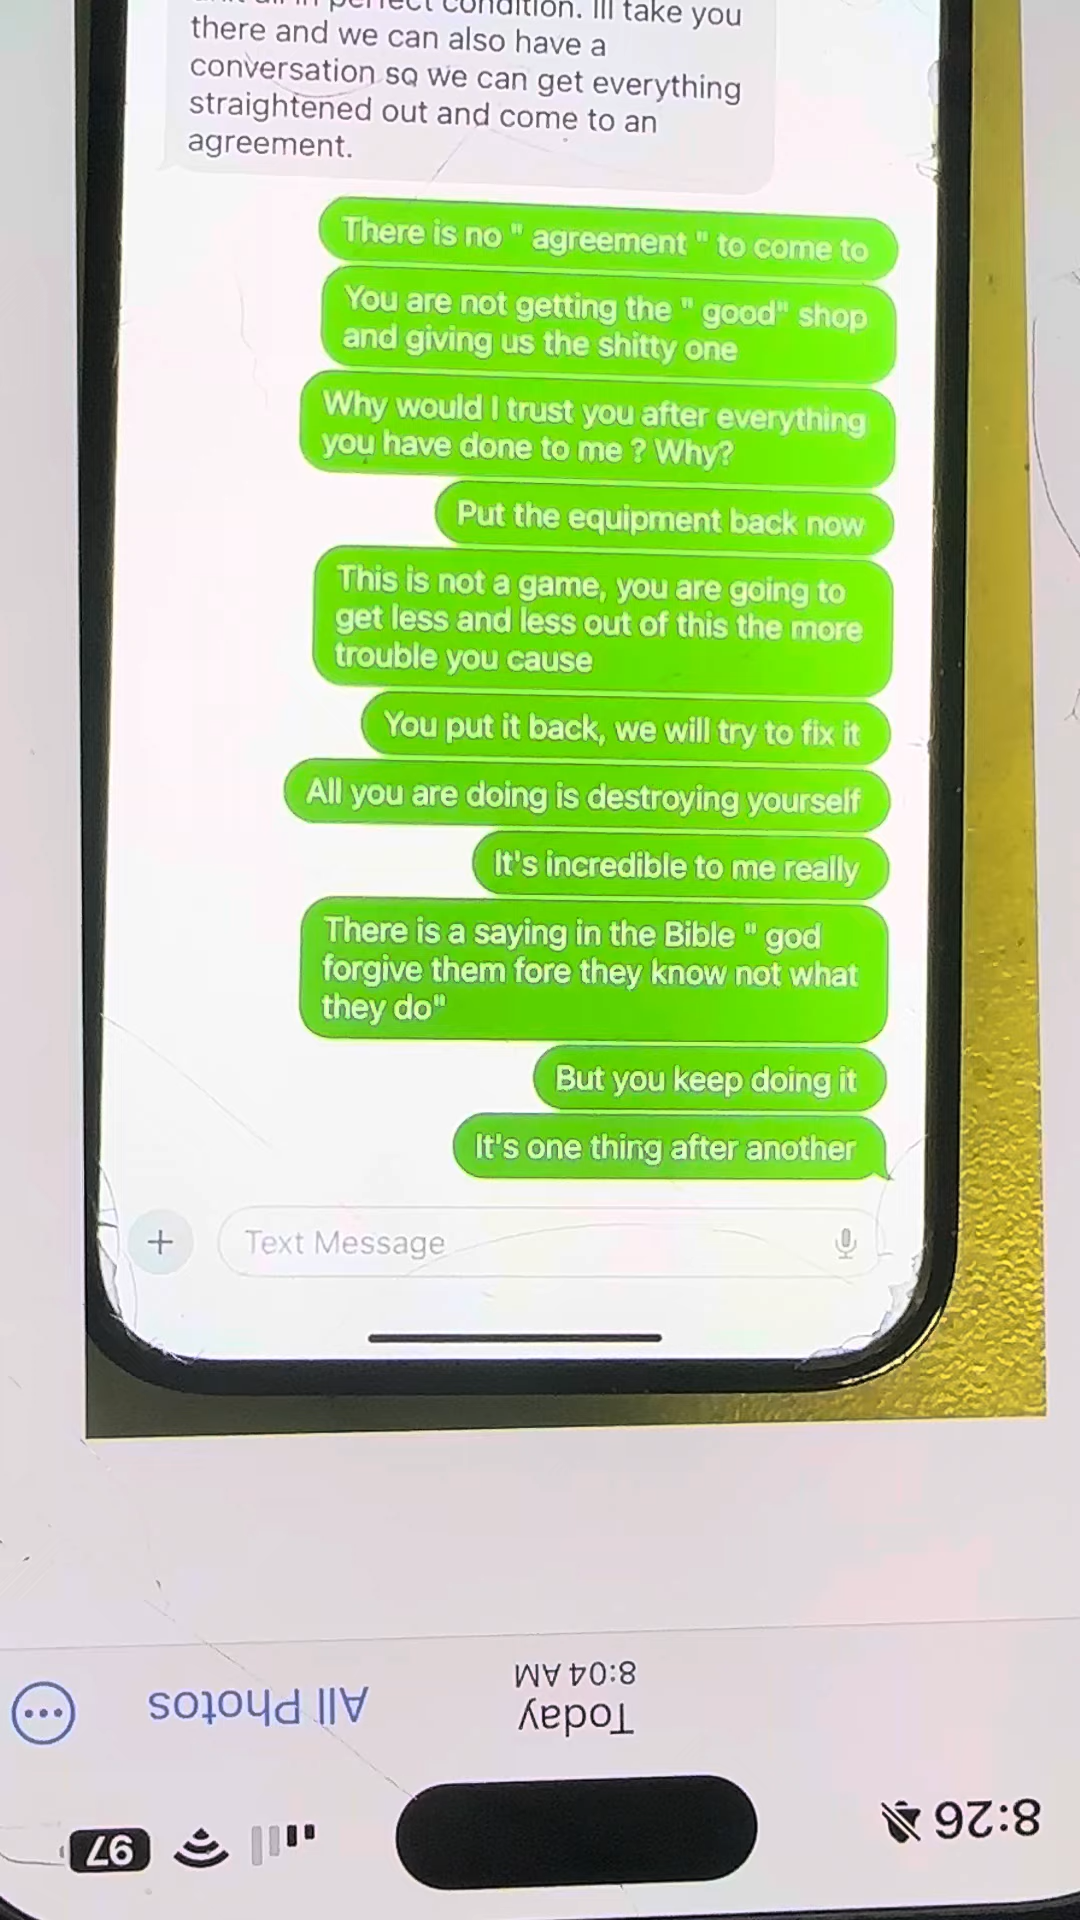 perfect condition. Ill take you
there and we can also have a
conversation so we can get everything
straightened out and come to an
agreement.
There is no " agreement " to come to
You are not getting the " good" shop
and giving us the shitty one
Why would I trust you after everything
you have done to me ? Why?
Put the equipment back now
This is not a game, you are going to
get less and less out of this the more
trouble you cause
You put it back, we will try to fix it
All you are doing is destroying yourself
It's incredible to me really
There is a saying in the Bible " god
forgive them fore they know not what
they do"
But you keep doing it
It's one thing after another
+ Text Message
Today
8:04 AM
All Photos
8:26
97